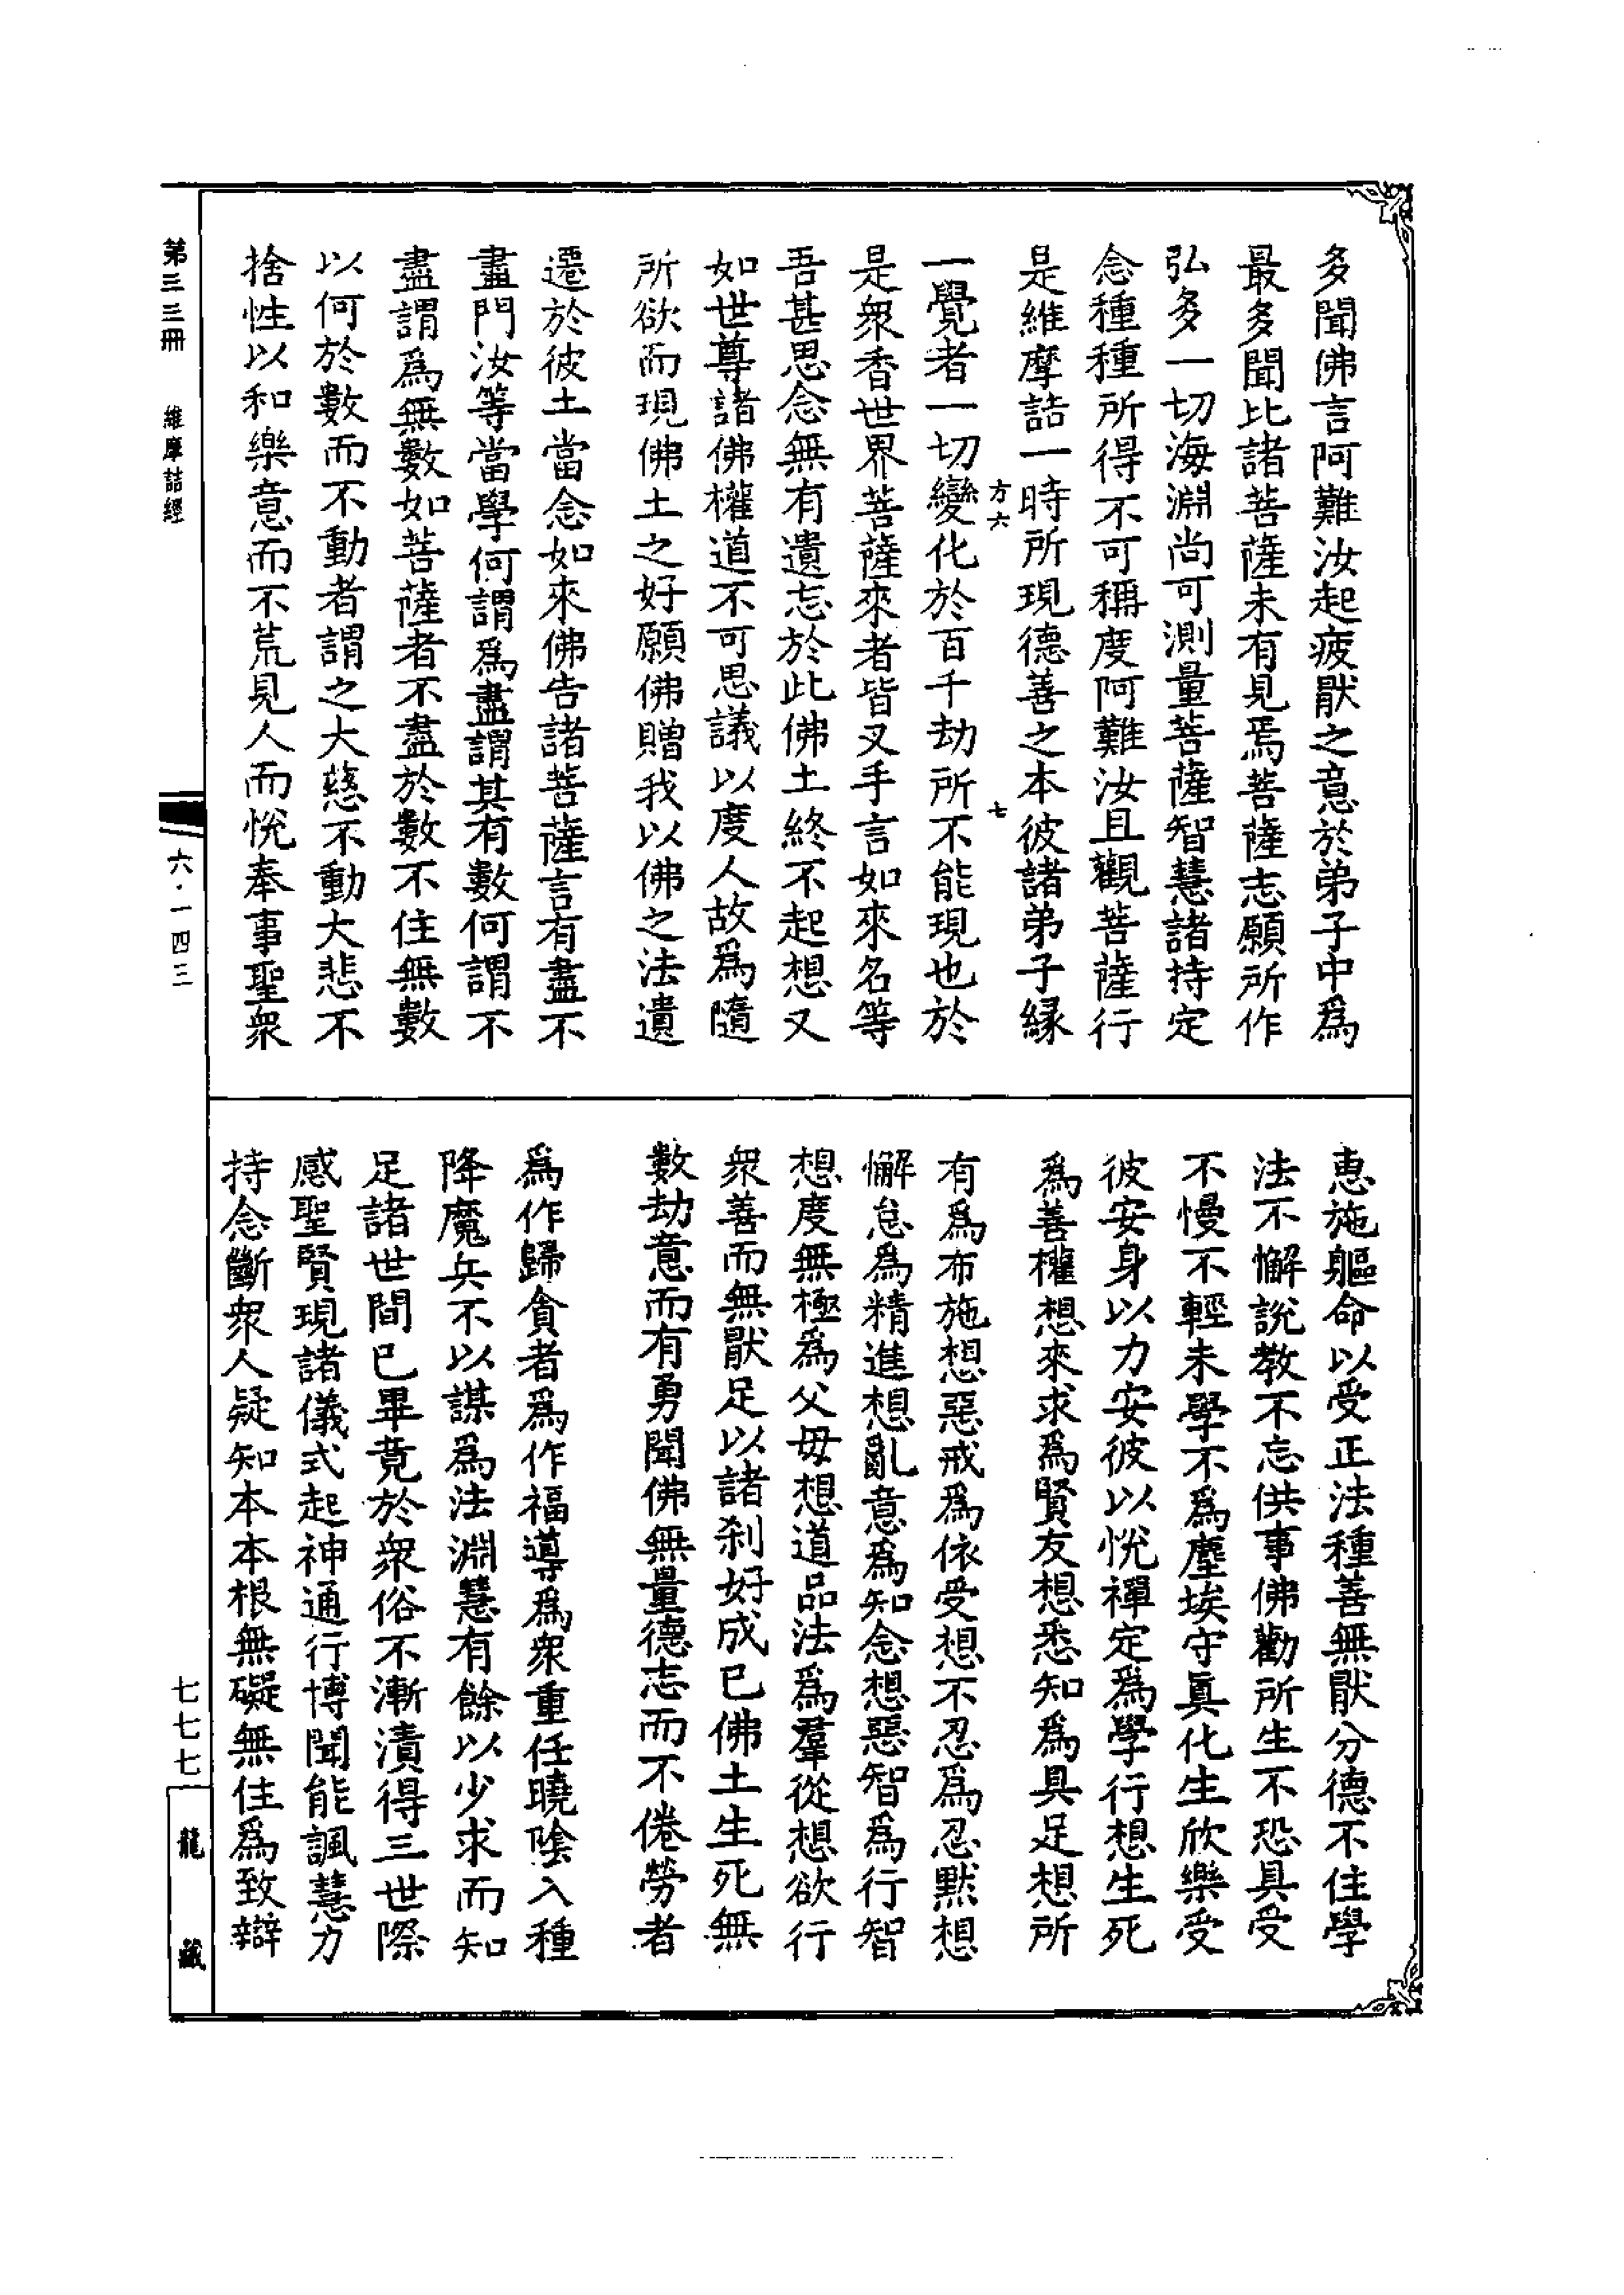 多聞佛言阿難汝起疲厭之意於弟子中爲
最多聞比諸菩薩未有見焉菩薩志願所作
弘多一切海淵尚可測量菩薩智慧諸持定
念種種所得不可稱度阿難汝且觀菩薩行
是維摩詰一時所現德善之本彼諸弟子緣
方六
七
一覺者一切變化於百千劫所不能現也於
是衆香世界菩薩來者皆叉手言如來名等
吾甚思念無有遺忘於此佛土終不起想又
如世尊諸佛權道不可思議以度人故爲隨
所欲而現佛土之好願佛贈我以佛之法遺
遷於彼土當念如來佛告諸菩薩言有盡不
盡門汝等當學何謂爲盡謂其有數何謂不
盡謂爲無數如菩薩者不盡於數不住無數
以何於數而不動者謂之大慈不動大悲不
捨性以和樂意而不荒見人而悅奉事聖衆
惠施軀命以受正法種善無厭分德不住學
法不懈說教不忘供事佛勸所生不恐具受
不慢不輕未學不爲塵埃守真化生欣樂受
彼安身以力安彼以悅禪定爲學行想生死
爲善權想來求爲賢友想悉知爲具足想所
有爲布施想惡戒爲依受想不忍爲忍默想
懈怠爲精進想亂意爲知念想惡智爲行智
想度無極爲父母想道品法爲羣從想欲行
衆善而無厭足以諸刹好成已佛土生死無
數劫意而有勇聞佛無量德志而不倦勞者
爲作歸貪者爲作福導爲衆重任曉陰入種
降魔兵不以謀爲法淵慧有餘以少求而知
足諸世間已畢竟於衆俗不漸漬得三世際
感聖賢現諸儀式起神通行博聞能諷慧力
持念斷衆人疑知本本根無礙無住爲致辯
第三三冊 維摩詰經
六·一四三
七七七
龍藏